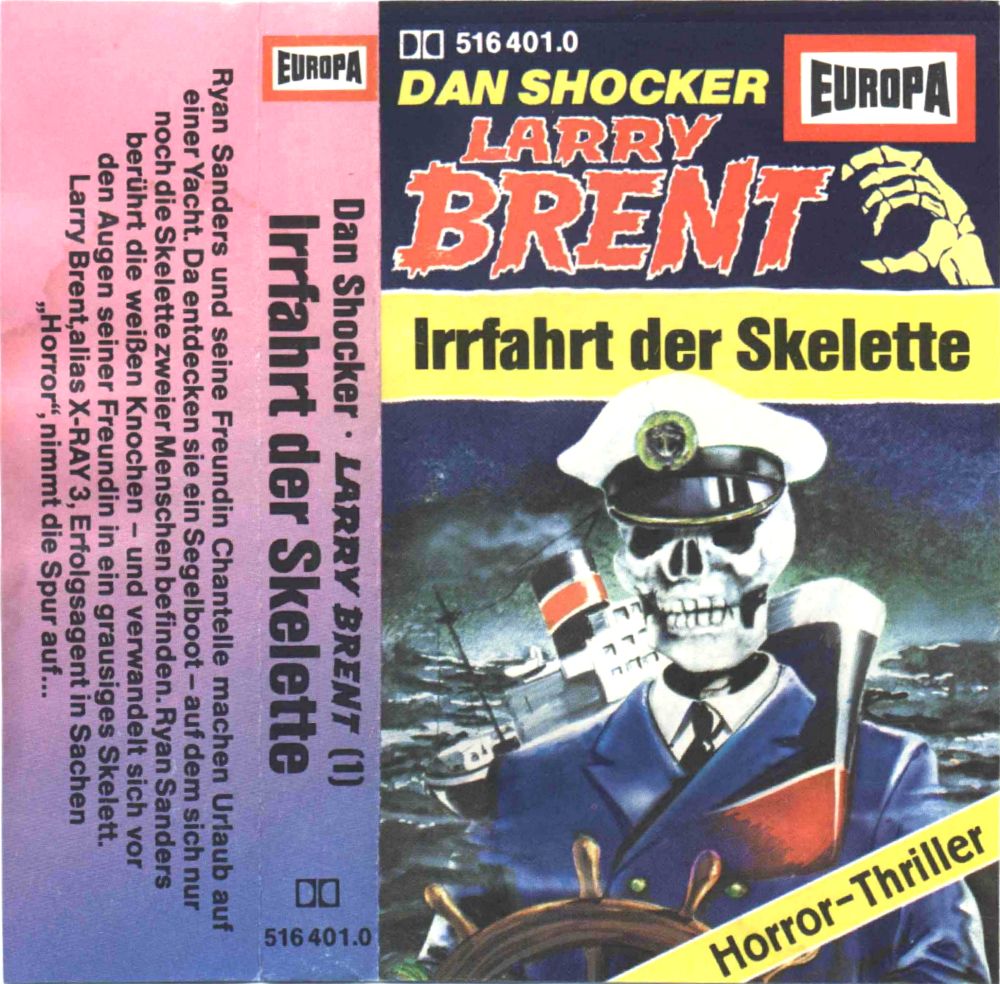 EUROPA
Ryan Sanders und seine Freundin Chantelle machen Urlaub auf
einer Yacht. Da entdecken sie ein Segelboot – auf dem sich nur
noch die Skelette zweier Menschen befinden. Ryan Sanders
berührt die weißen Knochen – und verwandelt sich vor
den Augen seiner Freundin in ein grausiges Skelett.
Larry Brent, alias X-RAY 3, Erfolgsagent in Sachen
„Horror“, nimmt die Spur auf...
Dan Shocker · LARRY BRENT (1)
Irrfahrt der Skelette
516 401.0
516 401.0
DAN SHOCKER
EUROPA
LARRY
BRENT
Irrfahrt der Skelette
Horror-Thriller